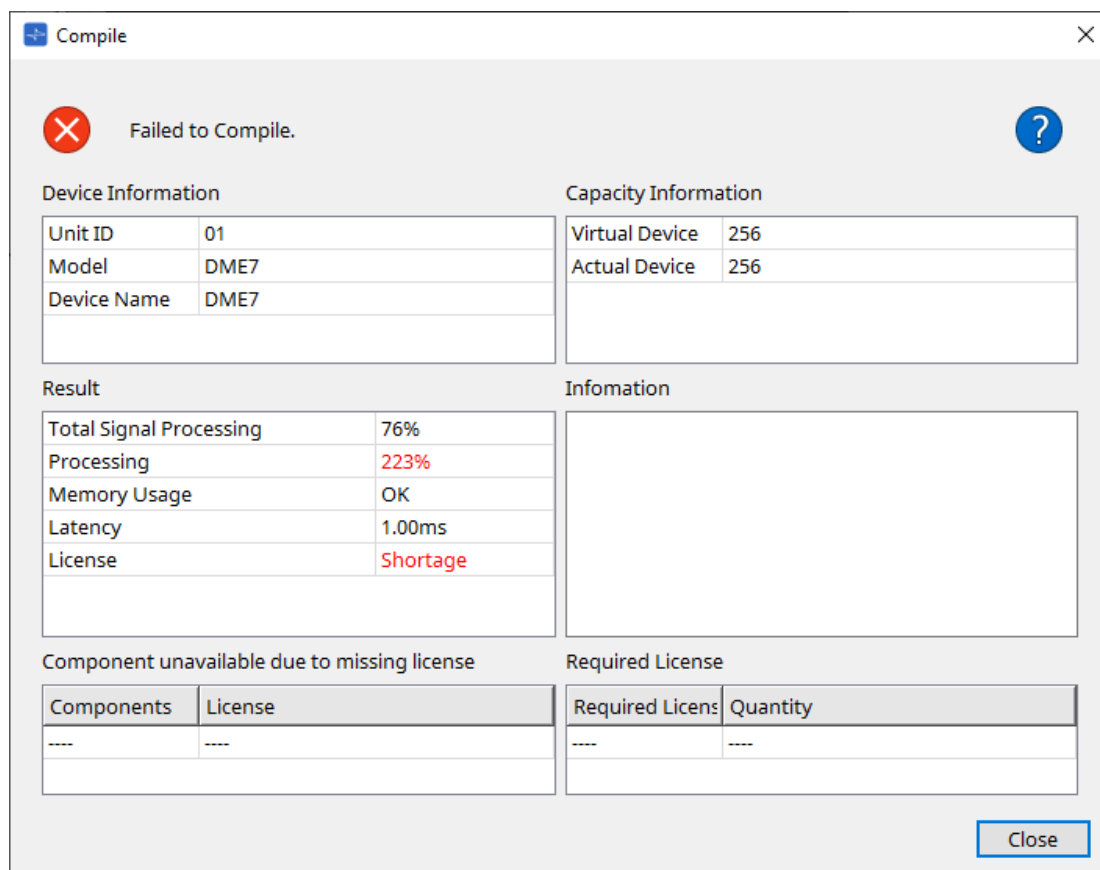 Compile
Failed to Compile.
?
Device Information
Unit ID 01
Model DME7
Device Name DME7
Capacity Information
Virtual Device 256
Actual Device 256
Result
Total Signal Processing 76%
Processing 223%
Memory Usage OK
Latency 1.00ms
License Shortage
Infomation
Component unavailable due to missing license
Components License
---- ----
Required License
Required Licens Quantity
---- ----
Close